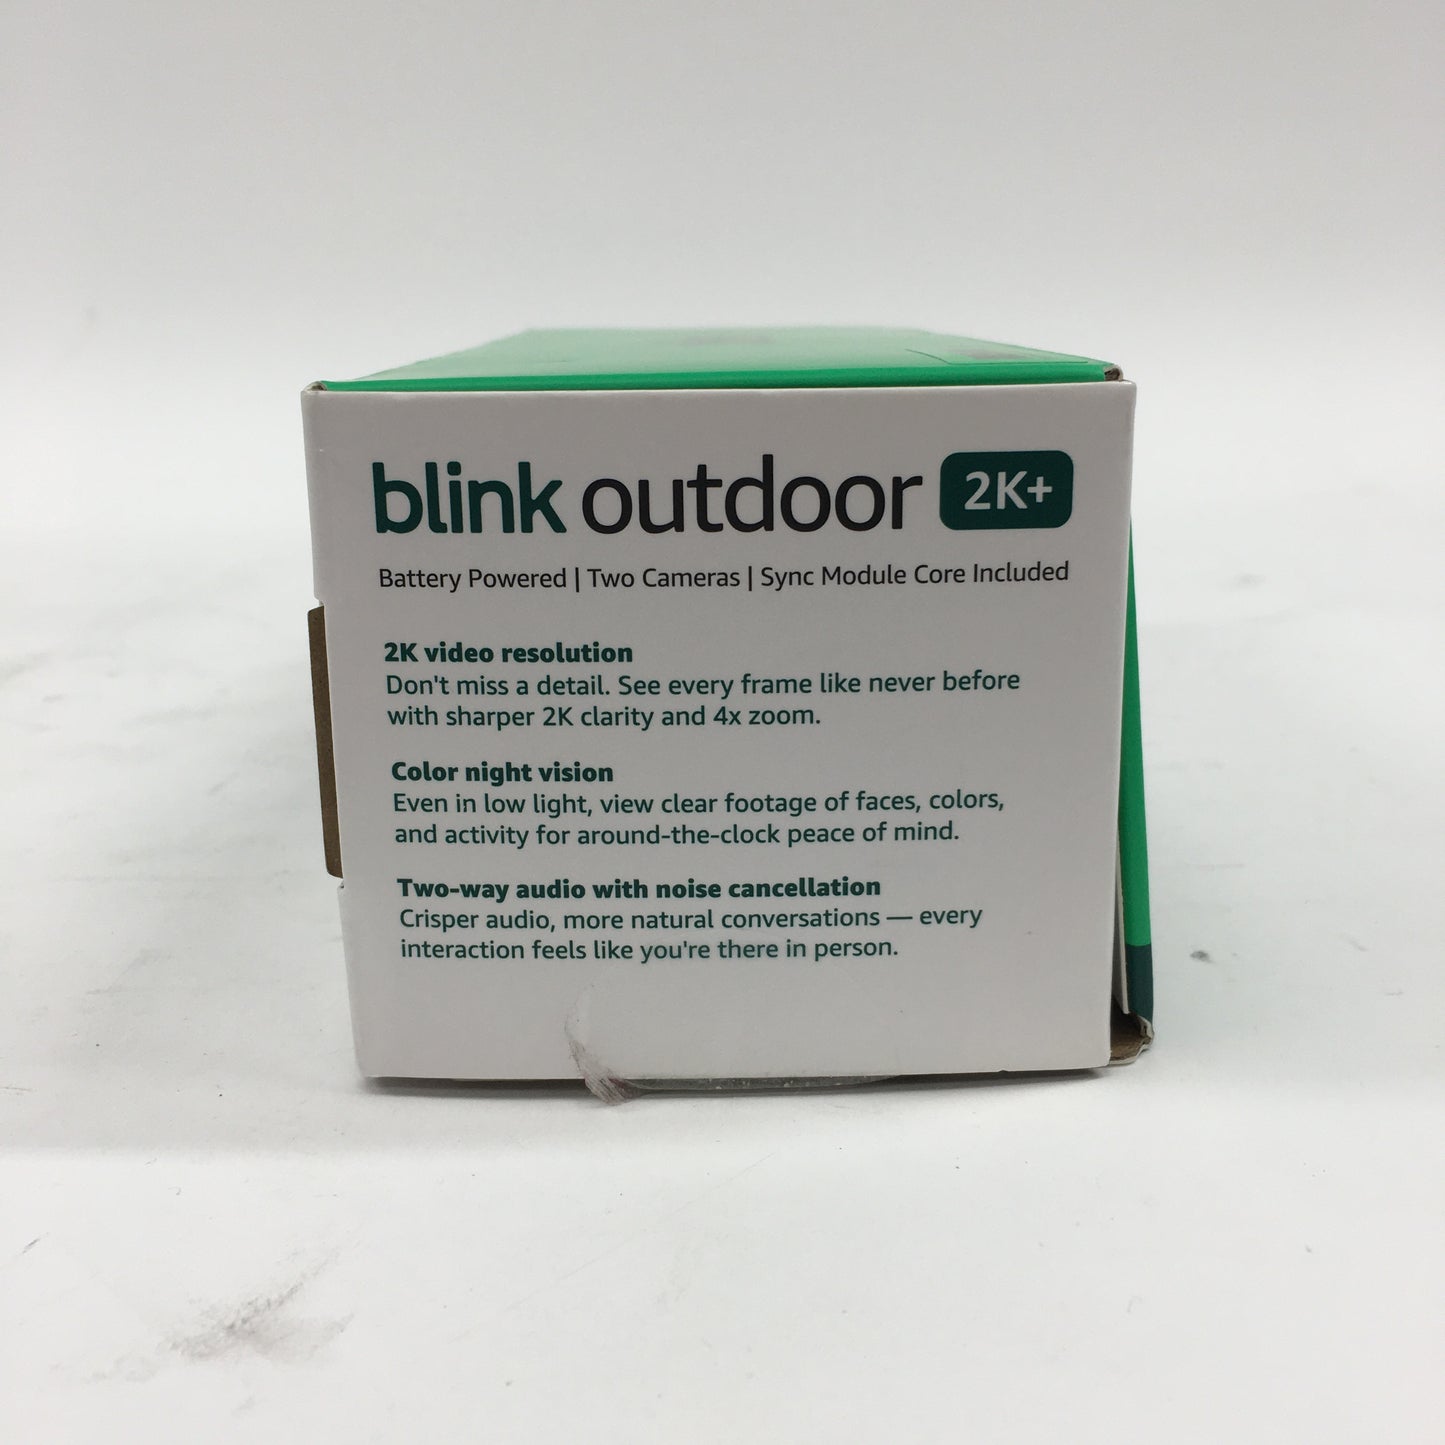 blink outdoor 2K+
Battery Powered | Two Cameras | Sync Module Core Included
2K video resolution
Don't miss a detail. See every frame like never before
with sharper 2K clarity and 4x zoom.
Color night vision
Even in low light, view clear footage of faces, colors,
and activity for around-the-clock peace of mind.
Two-way audio with noise cancellation
Crisper audio, more natural conversations — every
interaction feels like you're there in person.